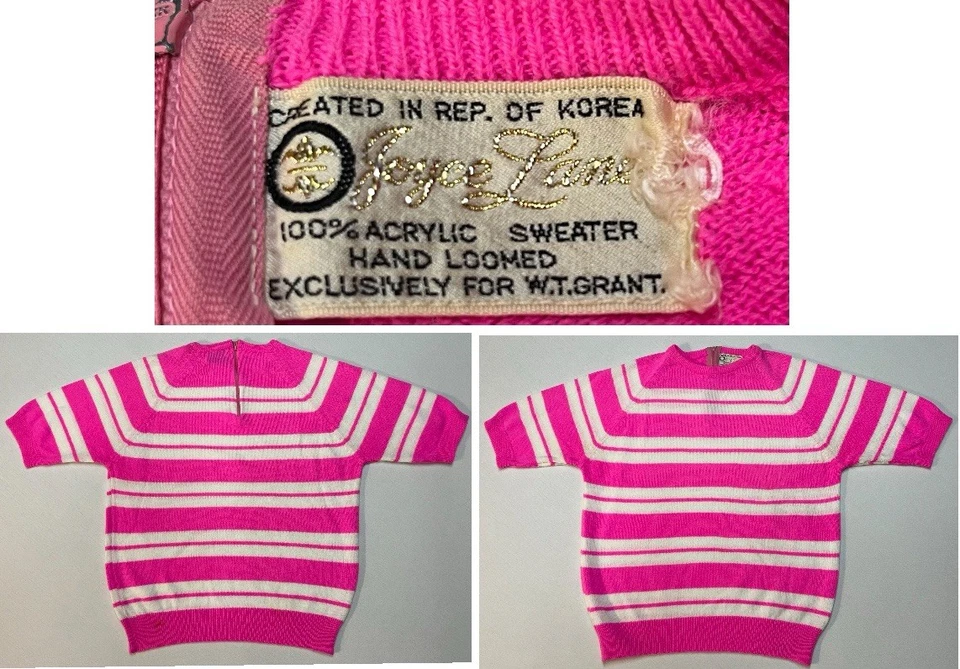 CREATED IN REP. OF KOREA
Joyce Lane
100% ACRYLIC SWEATER
HAND LOOMED
EXCLUSIVELY FOR W.T.GRANT.